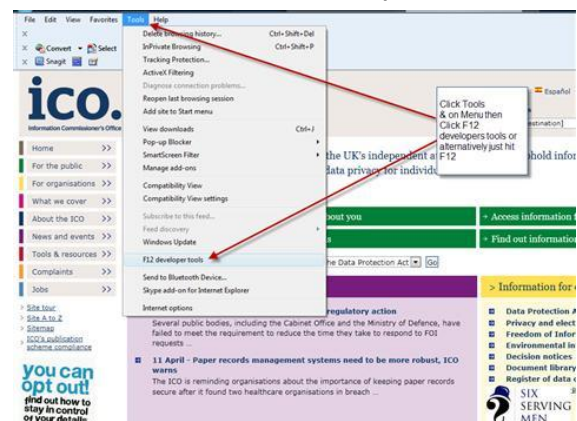 File Edit View Favorites Tools Help
x
x Convert Select
x Snagit
Delete browsing history... Ctrl+Shift+Del
InPrivate Browsing Ctrl+Shift+P
Tracking Protection...
ActiveX Filtering
Diagnose connection problems...
Reopen last browsing session
Add site to Start menu
View downloads Ctrl+J
Pop-up Blocker
SmartScreen Filter
Manage add-ons
Compatibility View
Compatibility View settings
Subscribe to this feed...
Feed discovery
Windows Update
F12 developer tools
Send to Bluetooth Device...
Skype add-on for Internet Explorer
Internet options
Click Tools
& on Menu then
Click F12
developers tools or
alternatively just hit
F12
Español
ico.
Information Commissioner's Office
Home >>
For the public >>
For organisations >>
What we cover >>
About the ICO >>
News and events >>
Tools & resources >>
Complaints >>
Jobs >>
> Site tour
> Site A to Z
> Sitemap
> ICO's publication
scheme compliance
you can
opt out!
find out how to
stay in control
of your details
the UK's independent
data privacy for
out you
+ Access information
+ Find out information
he Data Protection Act Go
regulatory action
Several public bodies, including the Cabinet Office and the Ministry of Defence, have
failed to meet the requirement to reduce the time they take to respond to FOI
requests ...
11 April - Paper records management systems need to be more robust, ICO
warns
The ICO is reminding organisations about the importance of keeping paper records
secure after it found two healthcare organisations in breach ...
> Information for
Data Protection A
Privacy and elect
Freedom of Infor
Environmental in
Decision notices
Document library
Register of data
SIX
SERVING
MEN